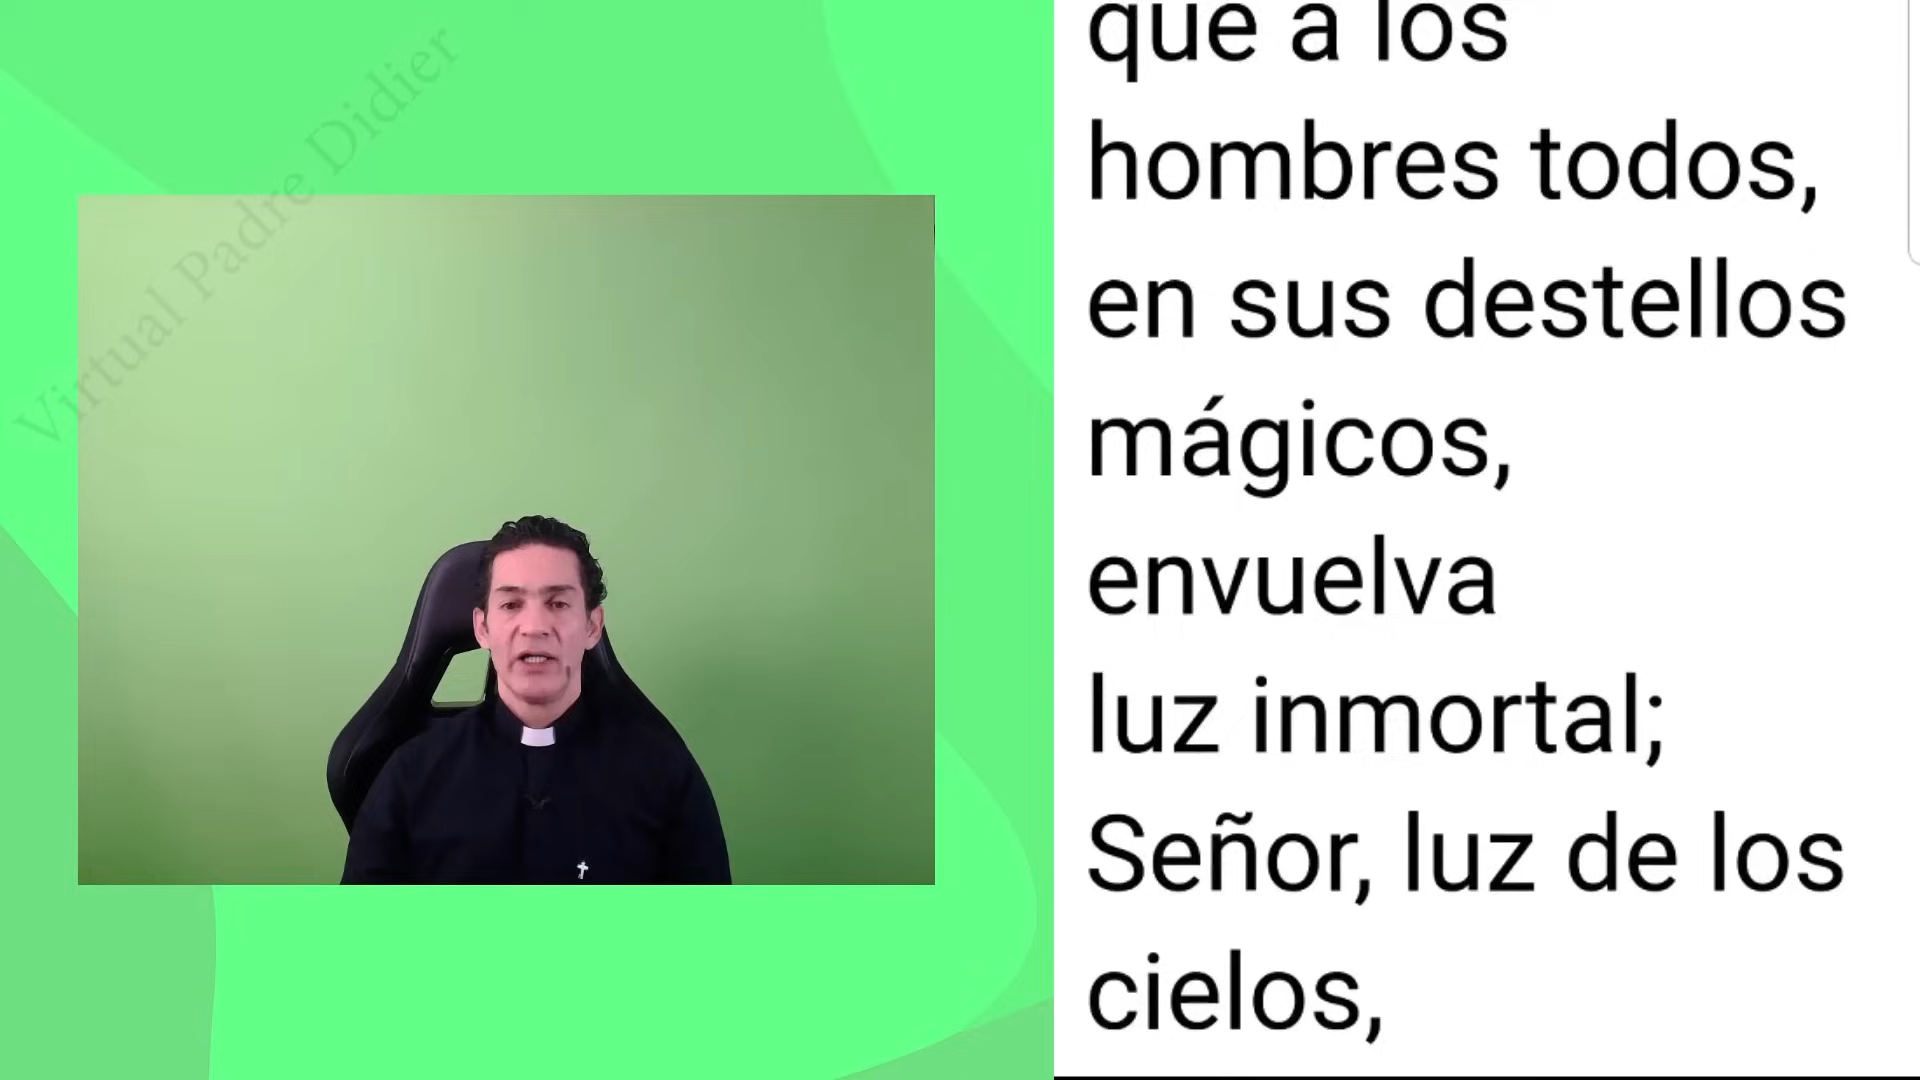 Virtual Padre Didier
que a los
hombres todos,
en sus destellos
mágicos,
envuelva
luz inmortal;
Señor, luz de los
cielos,